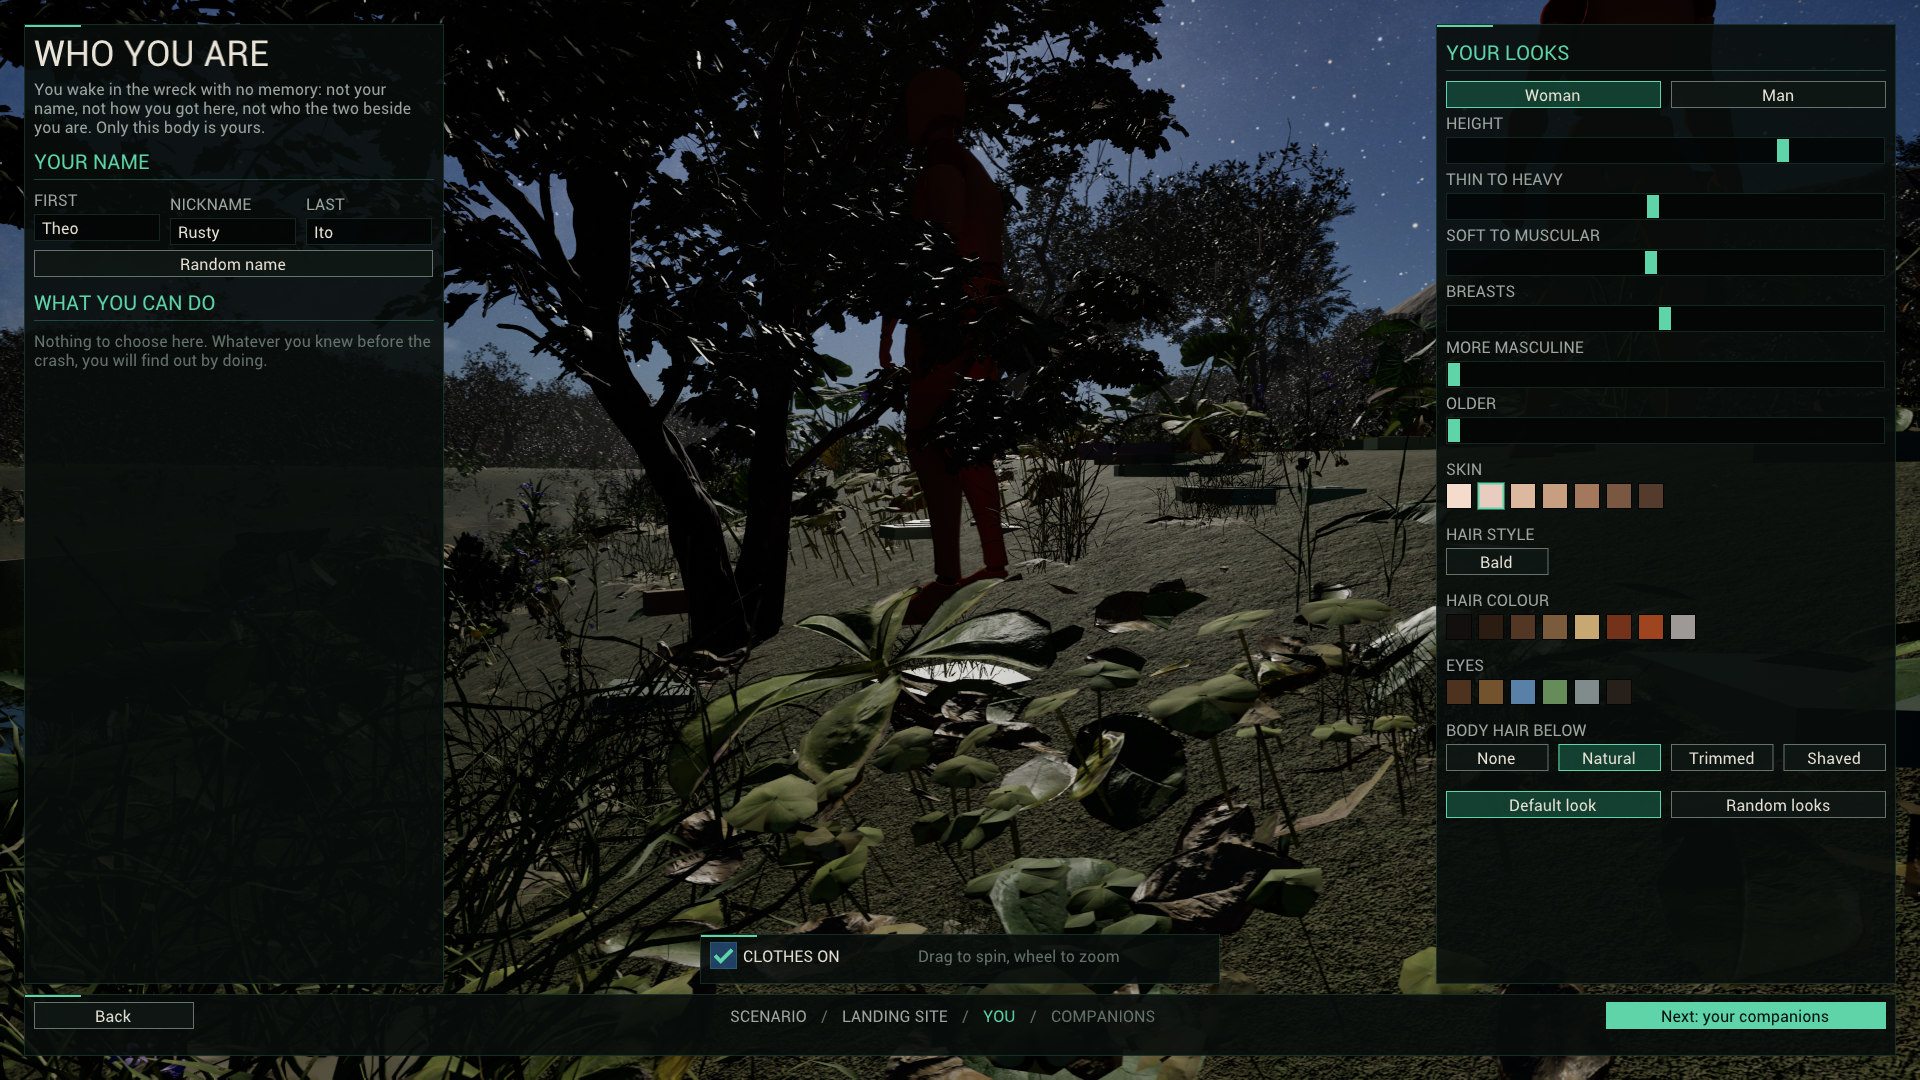 WHO YOU ARE
You wake in the wreck with no memory: not your
name, not how you got here, not who the two beside
you are. Only this body is yours.
YOUR NAME
FIRST
NICKNAME
LAST
Theo
Rusty
Ito
Random name
WHAT YOU CAN DO
Nothing to choose here. Whatever you knew before the
crash, you will find out by doing.
YOUR LOOKS
Woman
Man
HEIGHT
THIN TO HEAVY
SOFT TO MUSCULAR
BREASTS
MORE MASCULINE
OLDER
SKIN
HAIR STYLE
Bald
HAIR COLOUR
EYES
BODY HAIR BELOW
None
Natural
Trimmed
Shaved
Default look
Random looks
CLOTHES ON
Drag to spin, wheel to zoom
Back
SCENARIO / LANDING SITE / YOU / COMPANIONS
Next: your companions